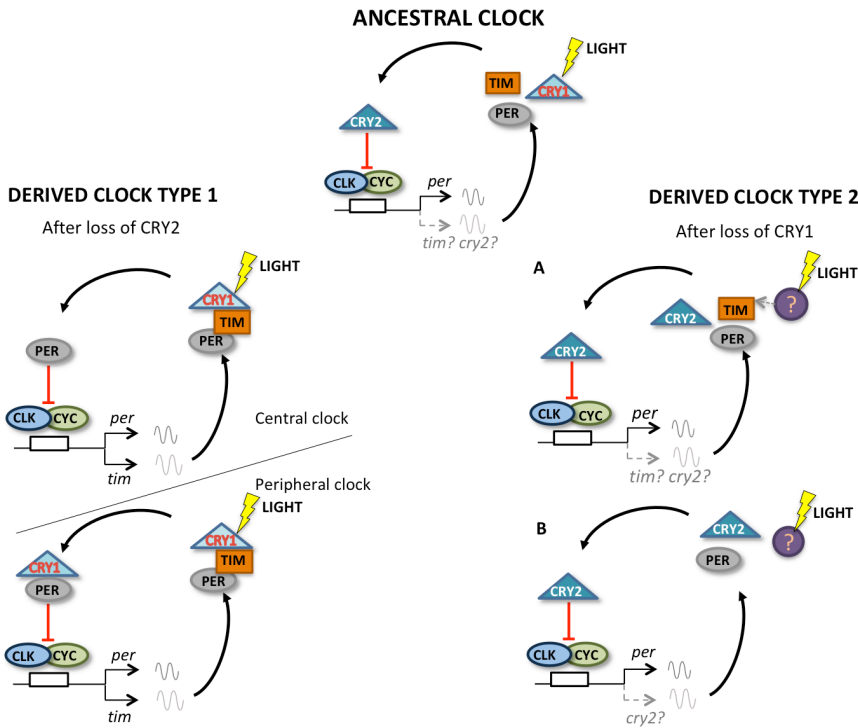 ANCESTRAL CLOCK
LIGHT
TIM
CRY1
PER
CRY2
CLK CYC
per
tim? cry2?
DERIVED CLOCK TYPE 1
After loss of CRY2
LIGHT
CRY1
TIM
PER
PER
CLK CYC
per
tim
Central clock
Peripheral clock
LIGHT
CRY1
TIM
PER
CRY1
PER
CLK CYC
per
tim
DERIVED CLOCK TYPE 2
After loss of CRY1
A
LIGHT
CRY2
TIM
?
PER
CRY2
CLK CYC
per
tim? cry2?
B
LIGHT
CRY2
?
PER
CRY2
CLK CYC
per
cry2?